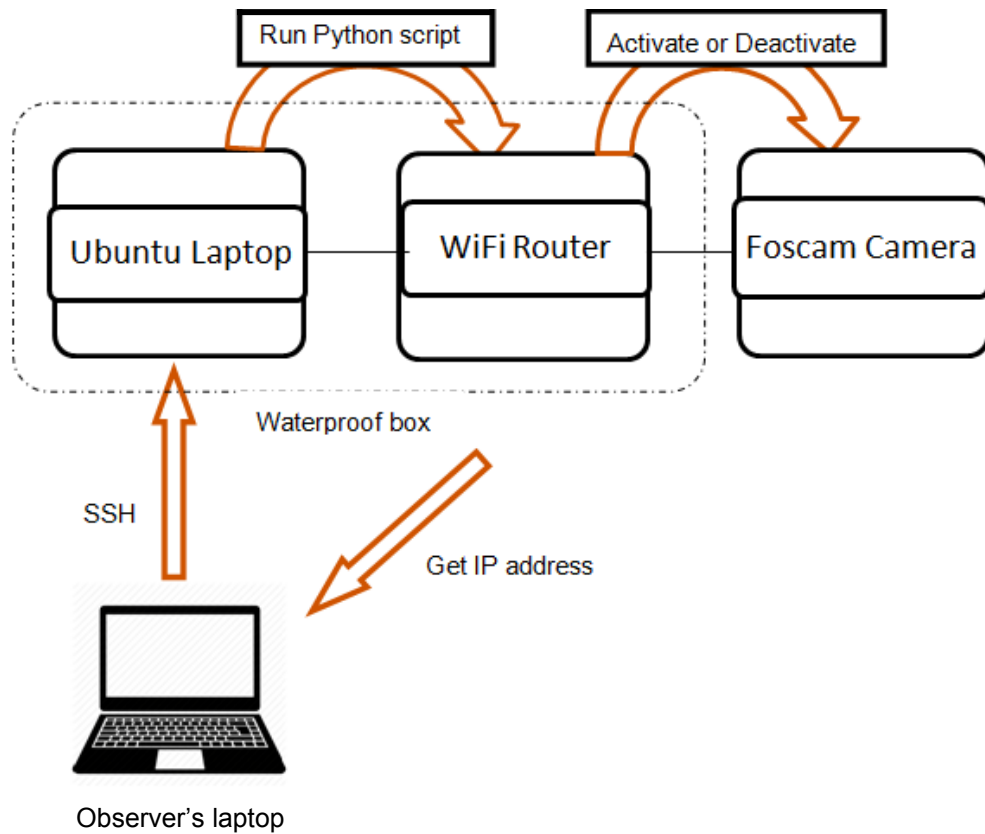 Run Python script
Activate or Deactivate
Ubuntu Laptop
WiFi Router
Foscam Camera
Waterproof box
SSH
Get IP address
Observer’s laptop